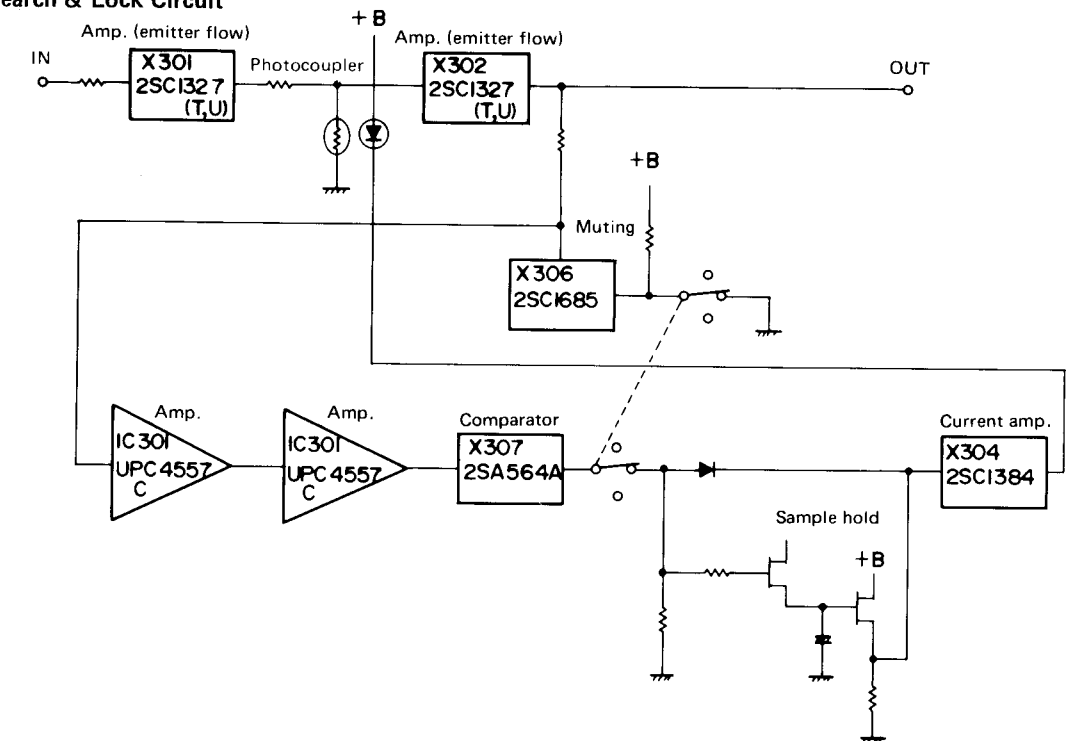 earch & Lock Circuit
+B
Amp. (emitter flow)
Amp. (emitter flow)
IN
X301
2SC1327
(T,U)
Photocoupler
X302
2SC1327
(T,U)
OUT
+B
Muting
X306
2SC1685
Amp.
IC301
UPC4557
C
Amp.
IC301
UPC4557
C
Comparator
X307
2SA564A
Current amp.
X304
2SC1384
Sample hold
+B